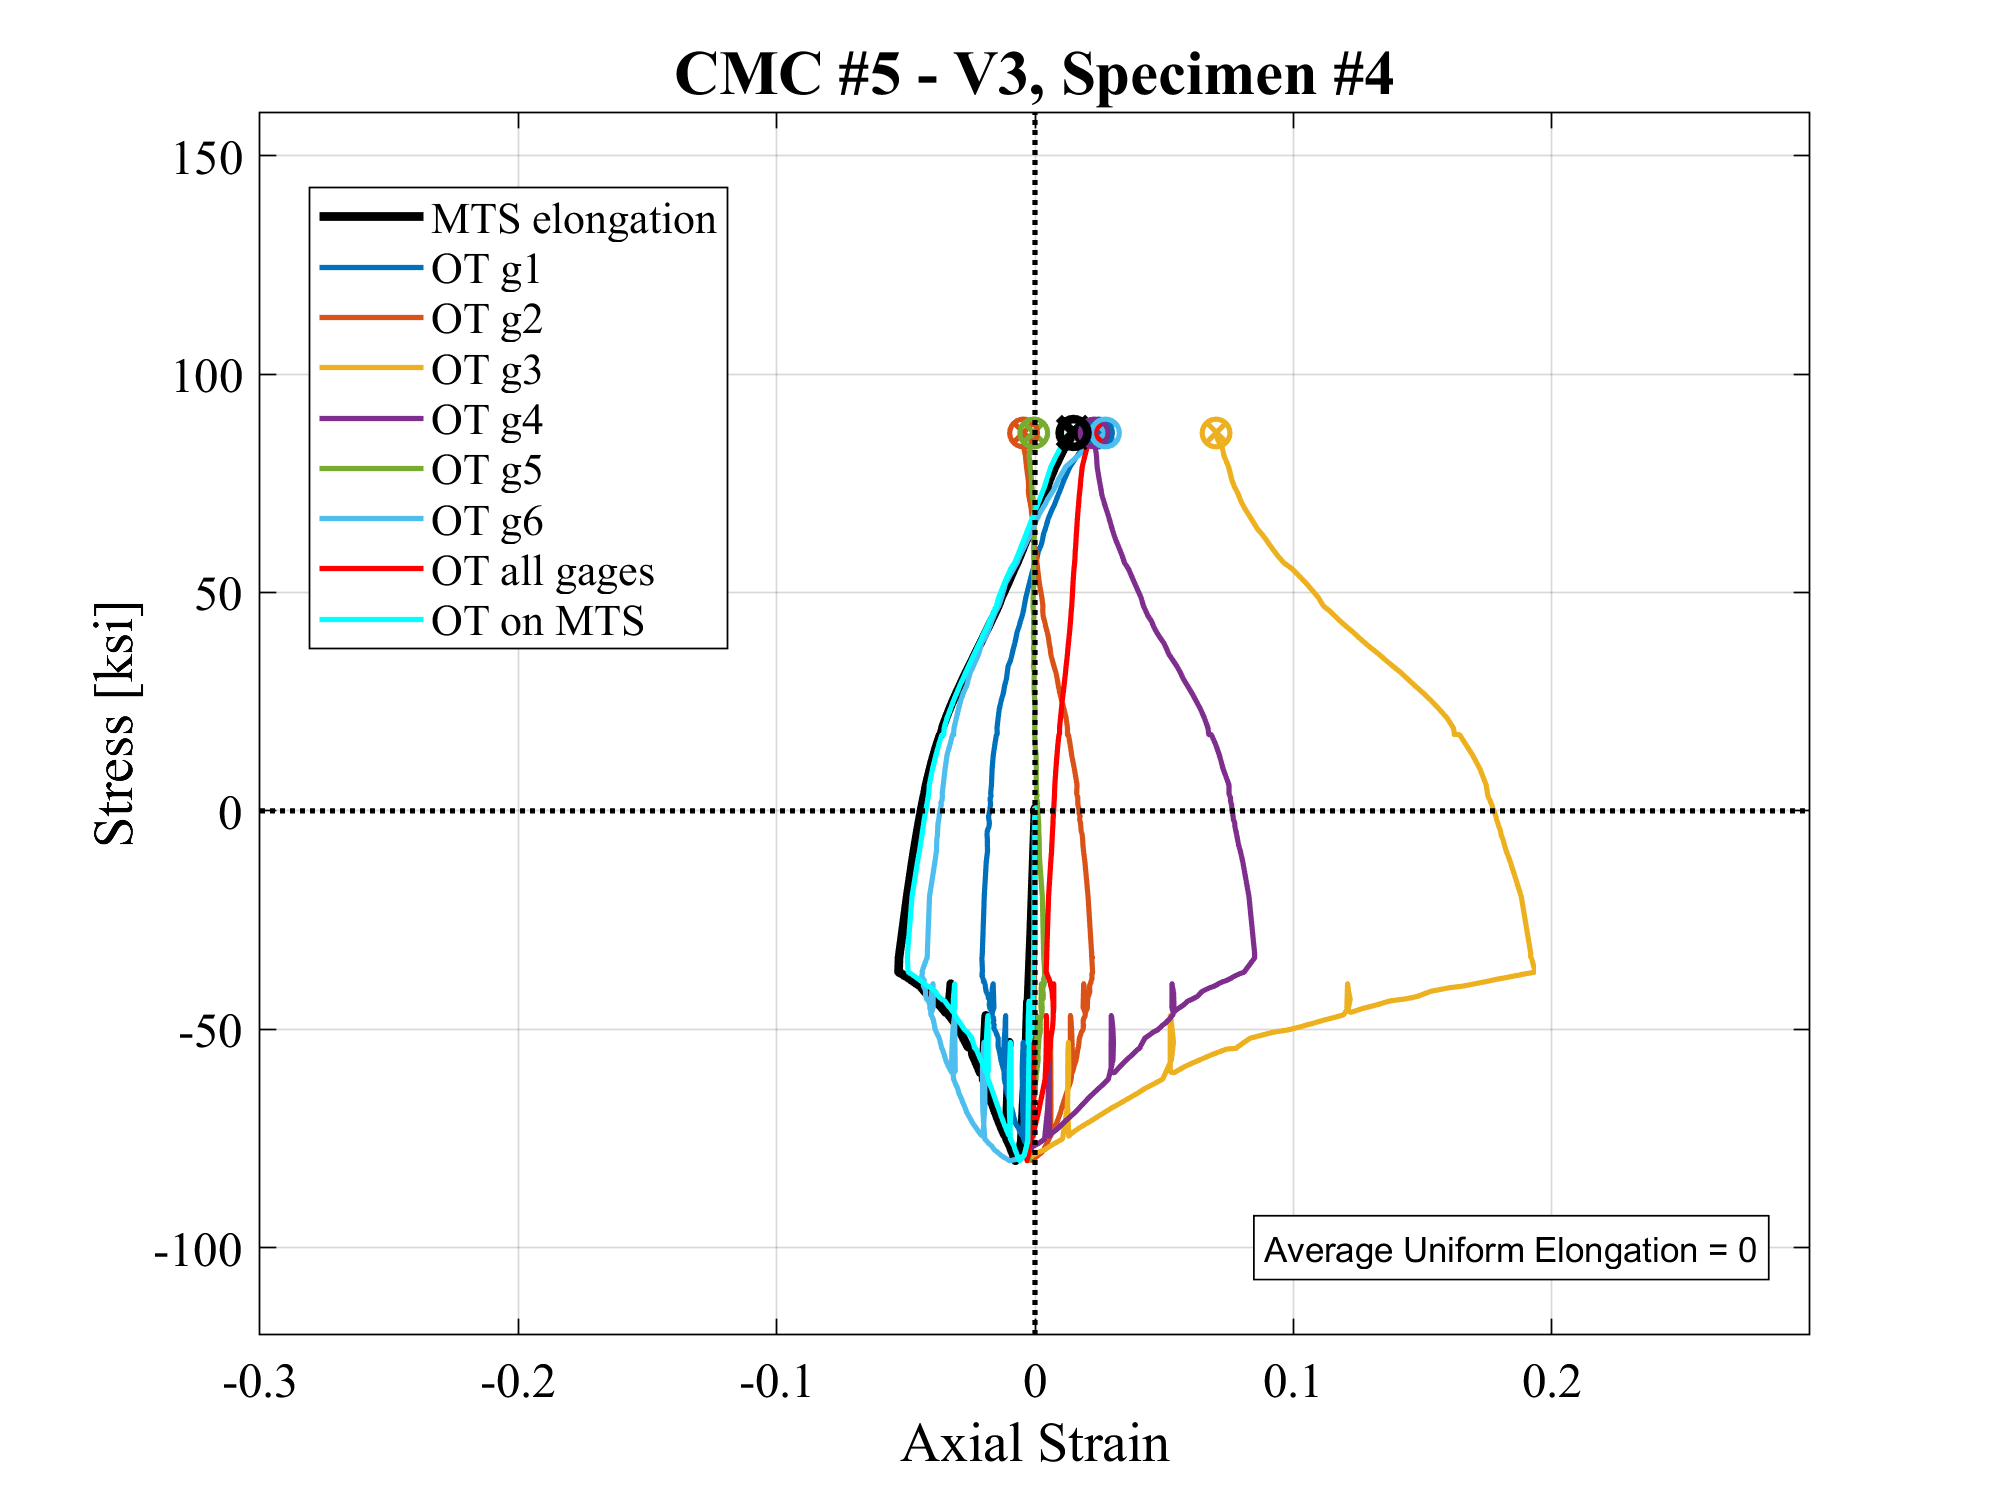 CMC #5 - V3, Specimen #4
150
100
50
0
-50
-100
Stress [ksi]
MTS elongation
OT g1
OT g2
OT g3
OT g4
OT g5
OT g6
OT all gages
OT on MTS
Average Uniform Elongation = 0
-0.3
-0.2
-0.1
0
0.1
0.2
Axial Strain